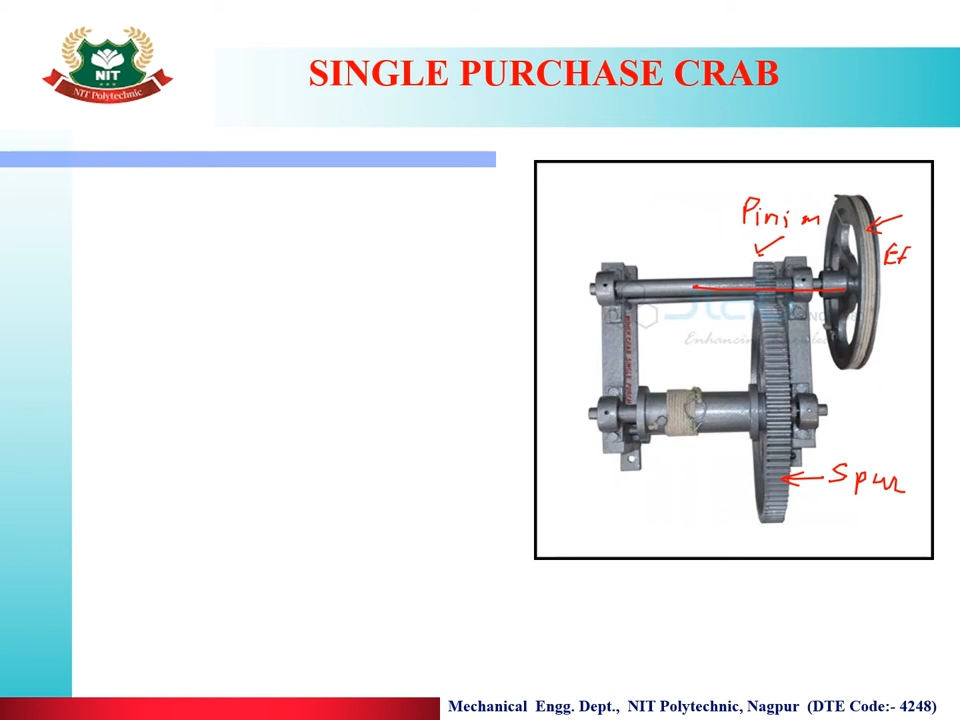 NIT
NIT Polytechnic
SINGLE PURCHASE CRAB
Pinion
Ef
Enhancing
Spur
Mechanical Engg. Dept., NIT Polytechnic, Nagpur (DTE Code:- 4248)